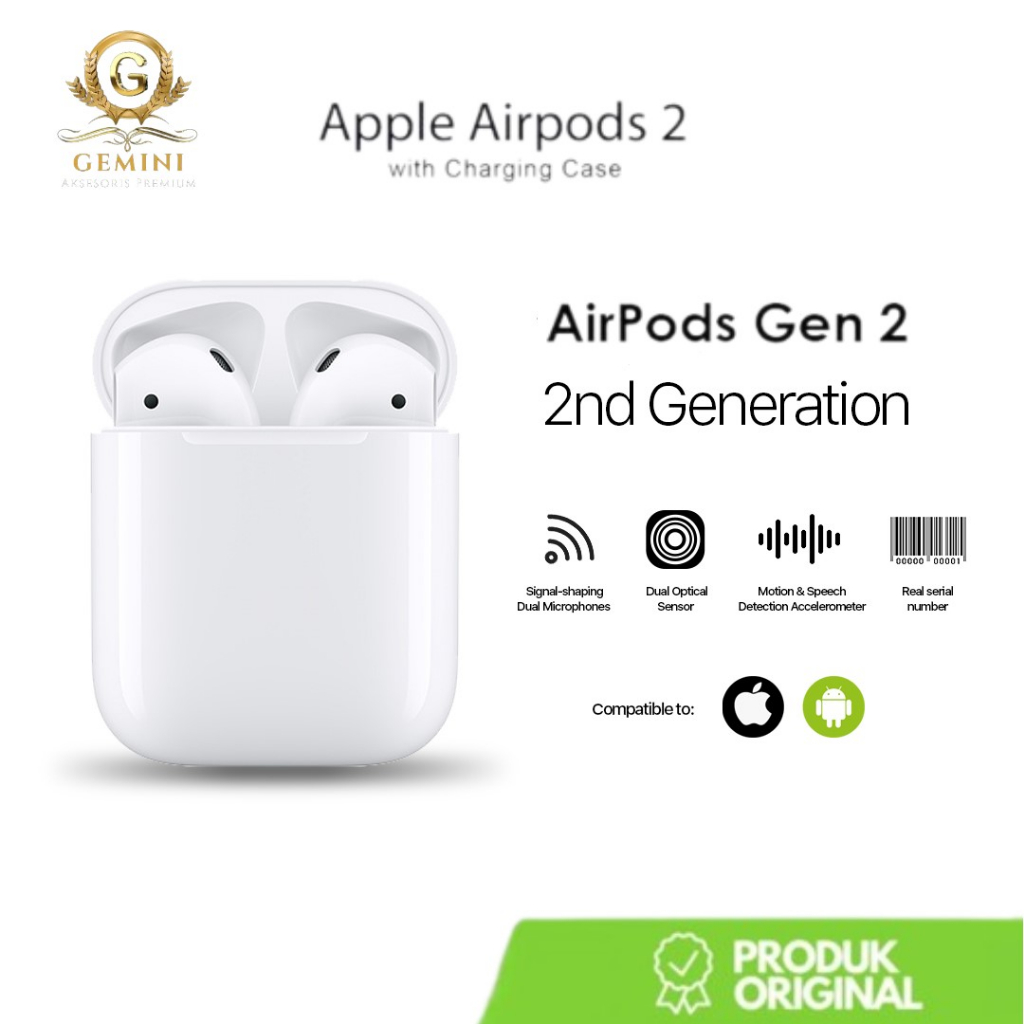 G
GEMINI
AKSESORIS PREMIUM
Apple Airpods 2
with Charging Case
AirPods Gen 2
2nd Generation
Signal-shaping
Dual Microphones
Dual Optical
Sensor
Motion & Speech
Detection Accelerometer
00000 00001
Real serial
number
Compatible to:
PRODUK
ORIGINAL